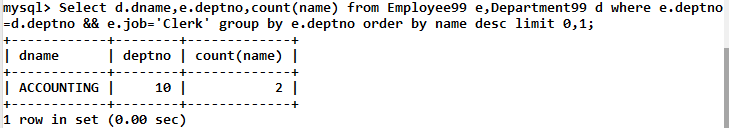 mysql> Select d.dname,e.deptno,count(name) from Employee99 e,Department99 d where e.deptno
=d.deptno && e.job='Clerk' group by e.deptno order by name desc limit 0,1;
+------------+--------+-------------+
| dname      | deptno | count(name) |
+------------+--------+-------------+
| ACCOUNTING |     10 |           2 |
+------------+--------+-------------+
1 row in set (0.00 sec)